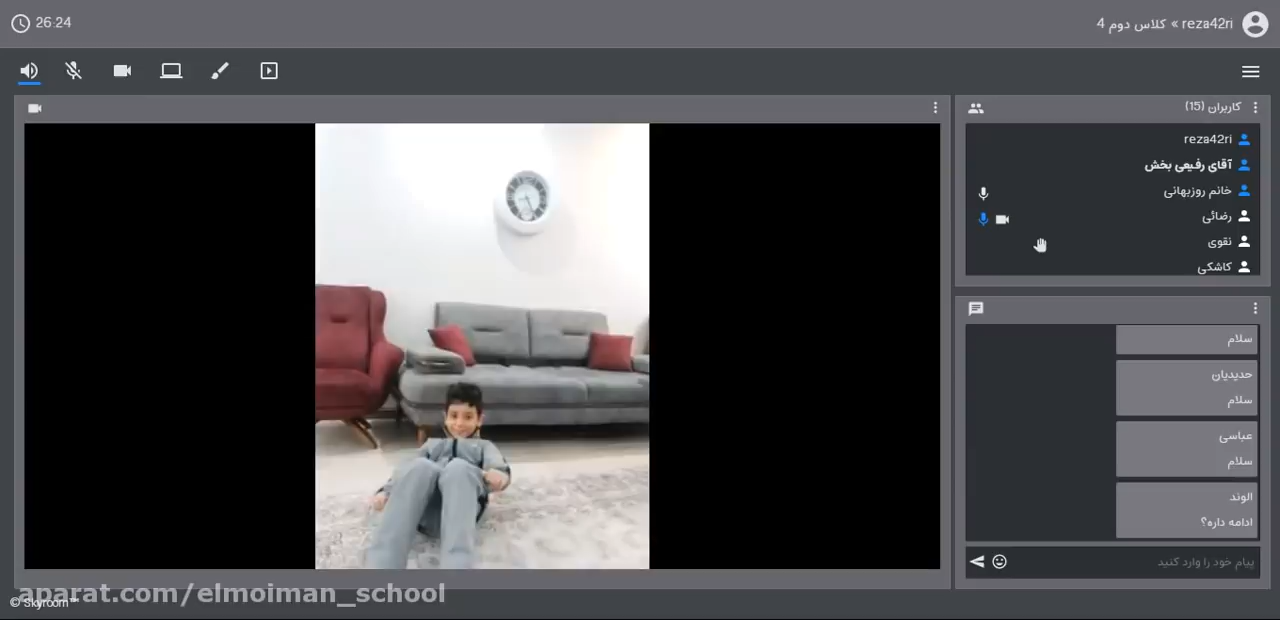 26:24
reza42ri » کلاس دوم 4
کاربران (15)
reza42ri
آقای رفیعی بخش
خانم روزبهانی
رضائی
نقوی
کاشکی
سلام
حدیدیان
سلام
عباسی
سلام
الوند
ادامه داره؟
پیام خود را وارد کنید
aparat.com/elmoiman_school
© Skyroom™